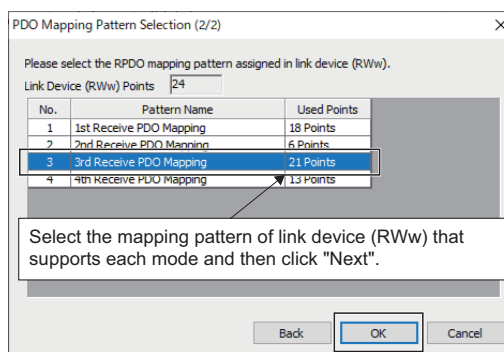 PDO Mapping Pattern Selection (2/2)
Please select the RPDO mapping pattern assigned in link device (RWw).
Link Device (RWw) Points 24
No. Pattern Name Used Points
1 1st Receive PDO Mapping 18 Points
2 2nd Receive PDO Mapping 6 Points
3 3rd Receive PDO Mapping 21 Points
4 4th Receive PDO Mapping 13 Points
Select the mapping pattern of link device (RWw) that
supports each mode and then click "Next".
Back OK Cancel